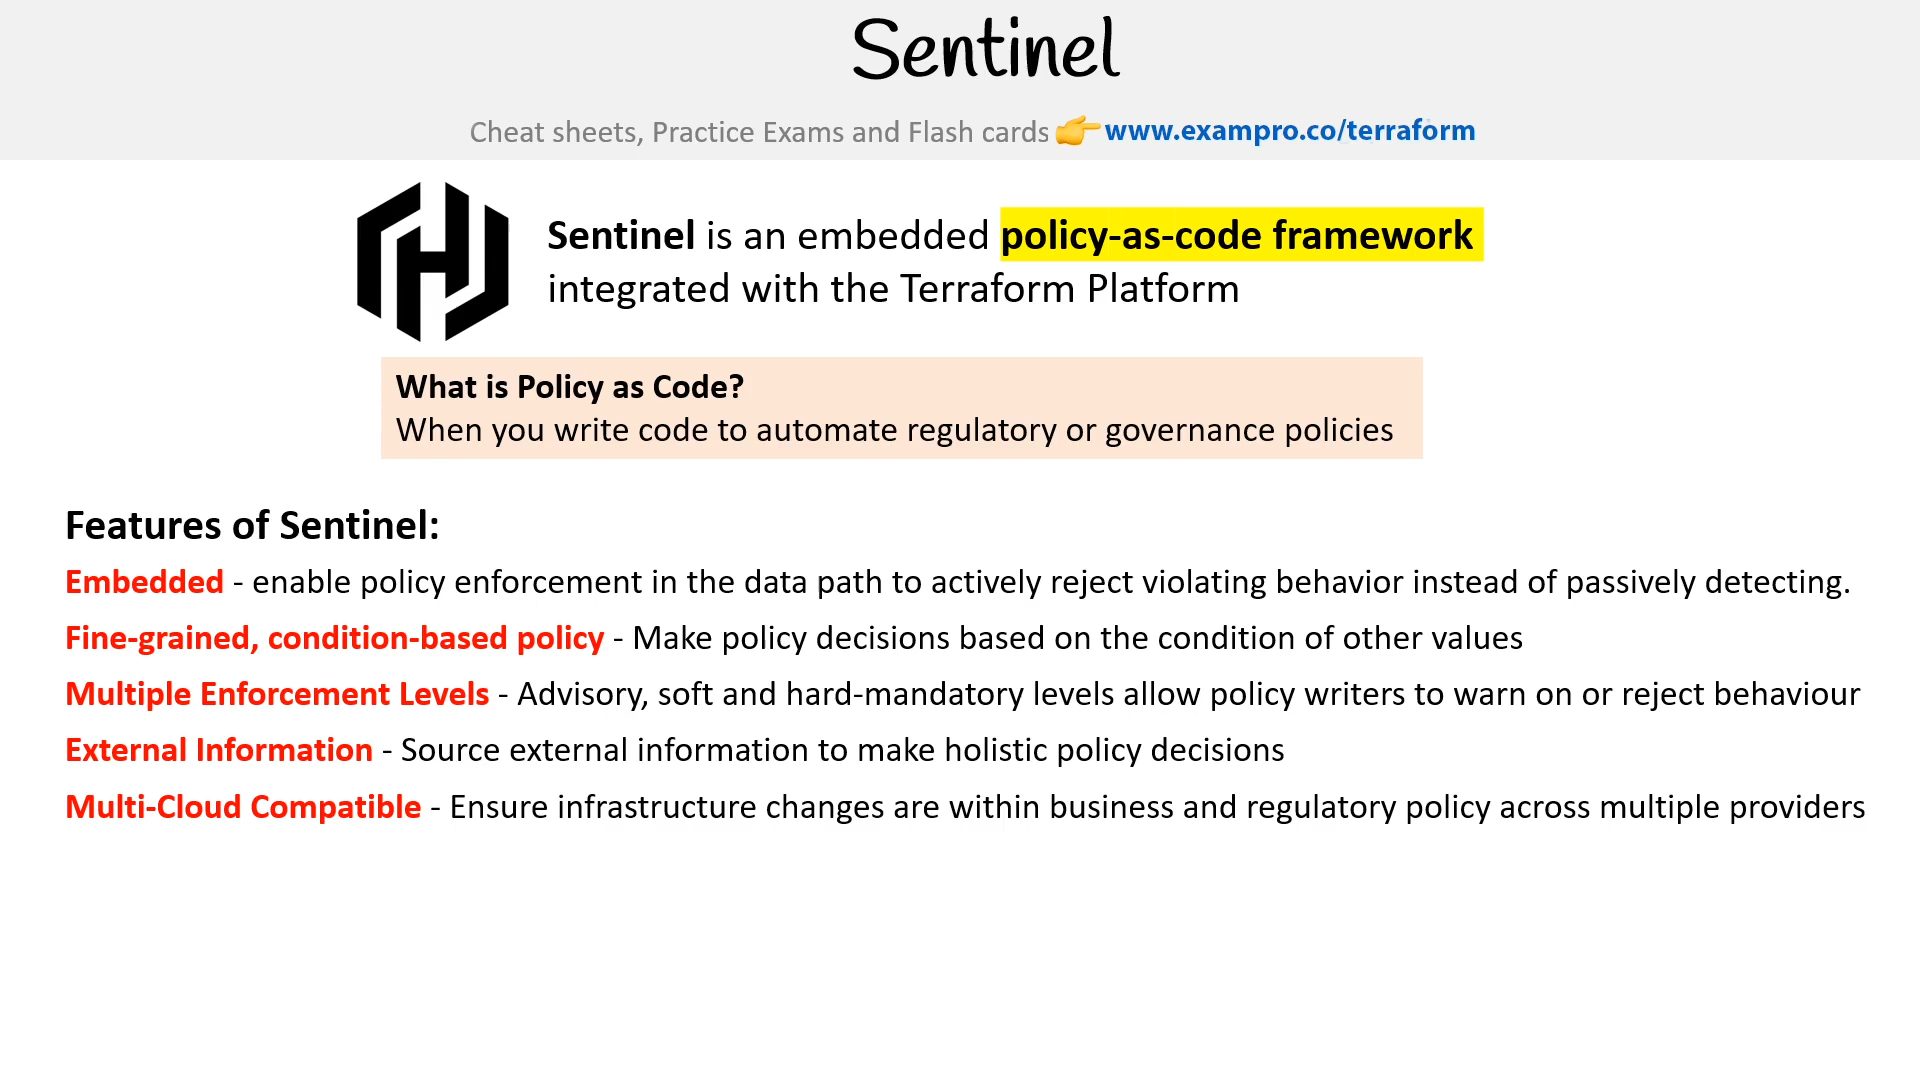 Sentinel
Cheat sheets, Practice Exams and Flash cards 👉 www.exampro.co/terraform
Sentinel is an embedded policy-as-code framework
integrated with the Terraform Platform
What is Policy as Code?
When you write code to automate regulatory or governance policies
Features of Sentinel:
Embedded - enable policy enforcement in the data path to actively reject violating behavior instead of passively detecting.
Fine-grained, condition-based policy - Make policy decisions based on the condition of other values
Multiple Enforcement Levels - Advisory, soft and hard-mandatory levels allow policy writers to warn on or reject behaviour
External Information - Source external information to make holistic policy decisions
Multi-Cloud Compatible - Ensure infrastructure changes are within business and regulatory policy across multiple providers